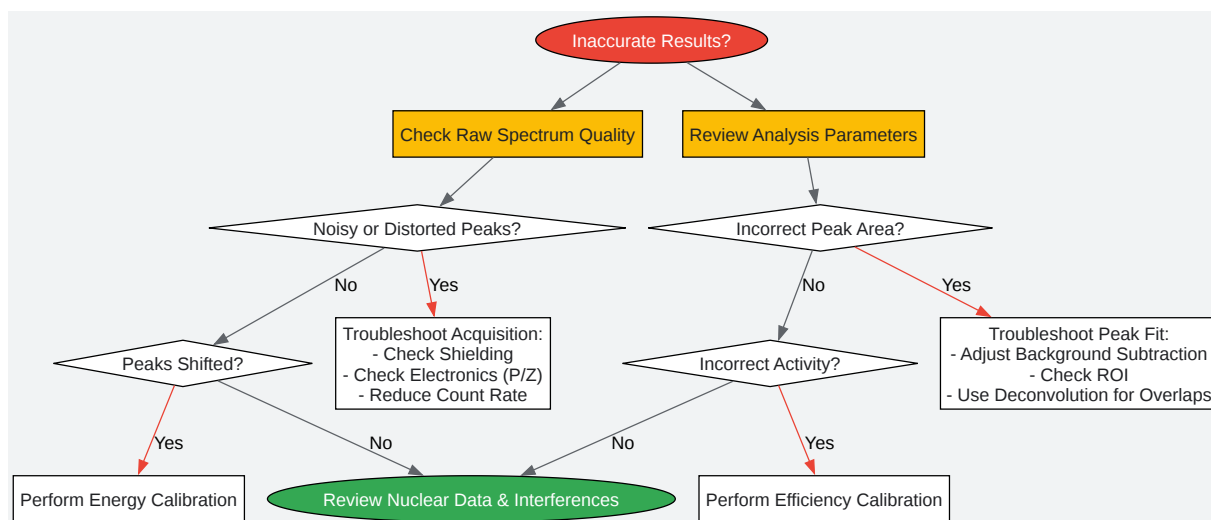 Inaccurate Results?
Check Raw Spectrum Quality
Review Analysis Parameters
Noisy or Distorted Peaks?
Incorrect Peak Area?
No
Yes
No
Yes
Peaks Shifted?
Troubleshoot Acquisition:
- Check Shielding
- Check Electronics (P/Z)
- Reduce Count Rate
Incorrect Activity?
Troubleshoot Peak Fit:
- Adjust Background Subtraction
- Check ROI
- Use Deconvolution for Overlaps
Yes
No
No
Yes
Perform Energy Calibration
Review Nuclear Data & Interferences
Perform Efficiency Calibration